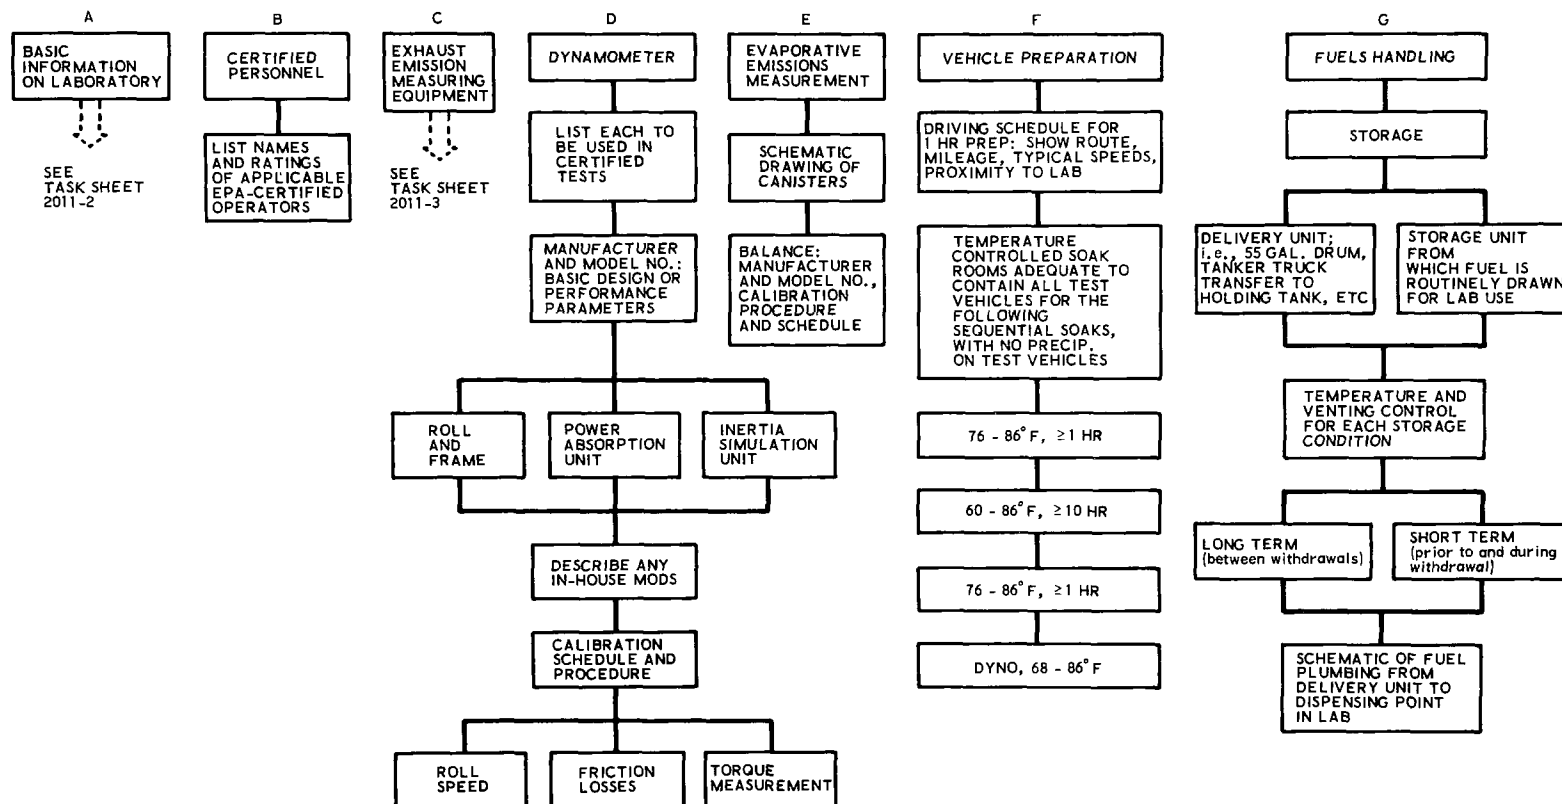 A
BASIC
INFORMATION
ON LABORATORY
SEE
TASK SHEET
2011-2
B
CERTIFIED
PERSONNEL
LIST NAMES
AND RATINGS
OF APPLICABLE
EPA-CERTIFIED
OPERATORS
C
EXHAUST
EMISSION
MEASURING
EQUIPMENT
SEE
TASK SHEET
2011-3
D
DYNAMOMETER
LIST EACH TO
BE USED IN
CERTIFIED
TESTS
MANUFACTURER
AND MODEL NO.:
BASIC DESIGN OR
PERFORMANCE
PARAMETERS
ROLL
AND
FRAME
POWER
ABSORPTION
UNIT
INERTIA
SIMULATION
UNIT
DESCRIBE ANY
IN-HOUSE MODS
CALIBRATION
SCHEDULE AND
PROCEDURE
ROLL
SPEED
FRICTION
LOSSES
TORQUE
MEASUREMENT
E
EVAPORATIVE
EMISSIONS
MEASUREMENT
SCHEMATIC
DRAWING OF
CANISTERS
BALANCE:
MANUFACTURER
AND MODEL NO.,
CALIBRATION
PROCEDURE
AND SCHEDULE
F
VEHICLE PREPARATION
DRIVING SCHEDULE FOR
1 HR PREP: SHOW ROUTE,
MILEAGE, TYPICAL SPEEDS,
PROXIMITY TO LAB
TEMPERATURE
CONTROLLED SOAK
ROOMS ADEQUATE TO
CONTAIN ALL TEST
VEHICLES FOR THE
FOLLOWING
SEQUENTIAL SOAKS,
WITH NO PRECIP.
ON TEST VEHICLES
76 - 86°F, ≥1 HR
60 - 86°F, ≥10 HR
76 - 86°F, ≥1 HR
DYNO, 68 - 86°F
G
FUELS HANDLING
STORAGE
DELIVERY UNIT;
i.e., 55 GAL. DRUM,
TANKER TRUCK
TRANSFER TO
HOLDING TANK, ETC
STORAGE UNIT
FROM
WHICH FUEL IS
ROUTINELY DRAWN
FOR LAB USE
TEMPERATURE AND
VENTING CONTROL
FOR EACH STORAGE
CONDITION
LONG TERM
(between withdrawals)
SHORT TERM
(prior to and during
withdrawal)
SCHEMATIC OF FUEL
PLUMBING FROM
DELIVERY UNIT TO
DISPENSING POINT
IN LAB